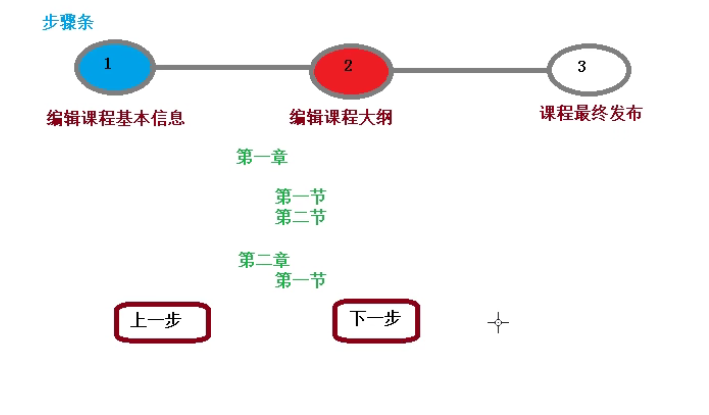 步骤条
1
2
3
编辑课程基本信息
编辑课程大纲
课程最终发布
第一章
第一节
第二节
第二章
第一节
上一步
下一步